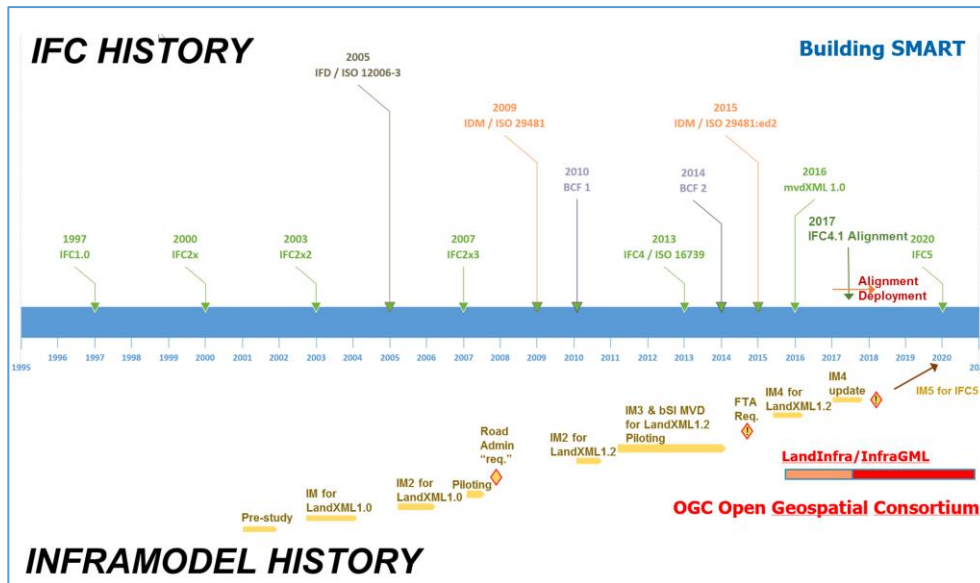 IFC HISTORY
Building SMART
2005
IFD / ISO 12006-3
2009
IDM / ISO 29481
2015
IDM / ISO 29481:ed2
2010
BCF 1
2014
BCF 2
2016
mvdXML 1.0
2017
IFC4.1 Alignment
1997
IFC1.0
2000
IFC2x
2003
IFC2x2
2007
IFC2x3
2013
IFC4 / ISO 16739
2020
IFC5
Alignment
Deployment
1995 1996 1997 1998 1999 2000 2001 2002 2003 2004 2005 2006 2007 2008 2009 2010 2011 2012 2013 2014 2015 2016 2017 2018 2019 2020
IM4
update
IM5 for IFC5
FTA
Req.
!
IM4 for
LandXML1.2
!
IM3 & bSI MVD
for LandXML1.2
Piloting
IM2 for
LandXML1.2
Road
Admin
“req.”
LandInfra/InfraGML
Piloting
IM2 for
LandXML1.0
IM for
LandXML1.0
Pre-study
OGC Open Geospatial Consortium
INFRAMODEL HISTORY